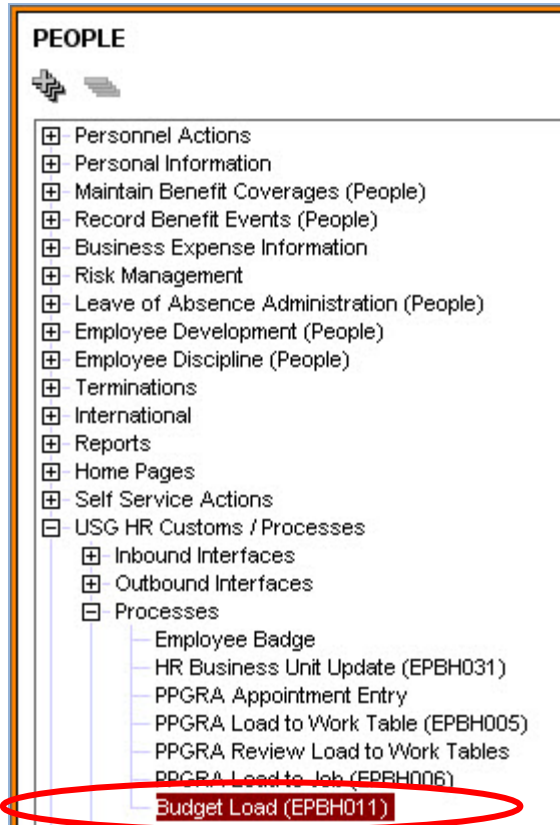 PEOPLE
Personnel Actions
Personal Information
Maintain Benefit Coverages (People)
Record Benefit Events (People)
Business Expense Information
Risk Management
Leave of Absence Administration (People)
Employee Development (People)
Employee Discipline (People)
Terminations
International
Reports
Home Pages
Self Service Actions
USG HR Customs / Processes
Inbound Interfaces
Outbound Interfaces
Processes
Employee Badge
HR Business Unit Update (EPBH031)
PPGRA Appointment Entry
PPGRA Load to Work Table (EPBH005)
PPGRA Review Load to Work Tables
PPGRA Load to Job (EPBH006)
Budget Load (EPBH011)